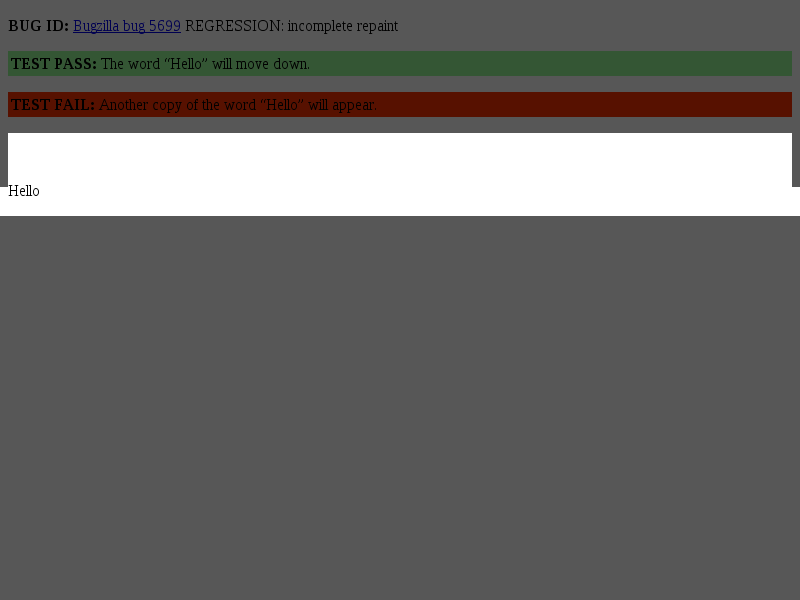 BUG ID: Bugzilla bug 5699 REGRESSION: incomplete repaint
TEST PASS: The word “Hello” will move down.
TEST FAIL: Another copy of the word “Hello” will appear.
Hello